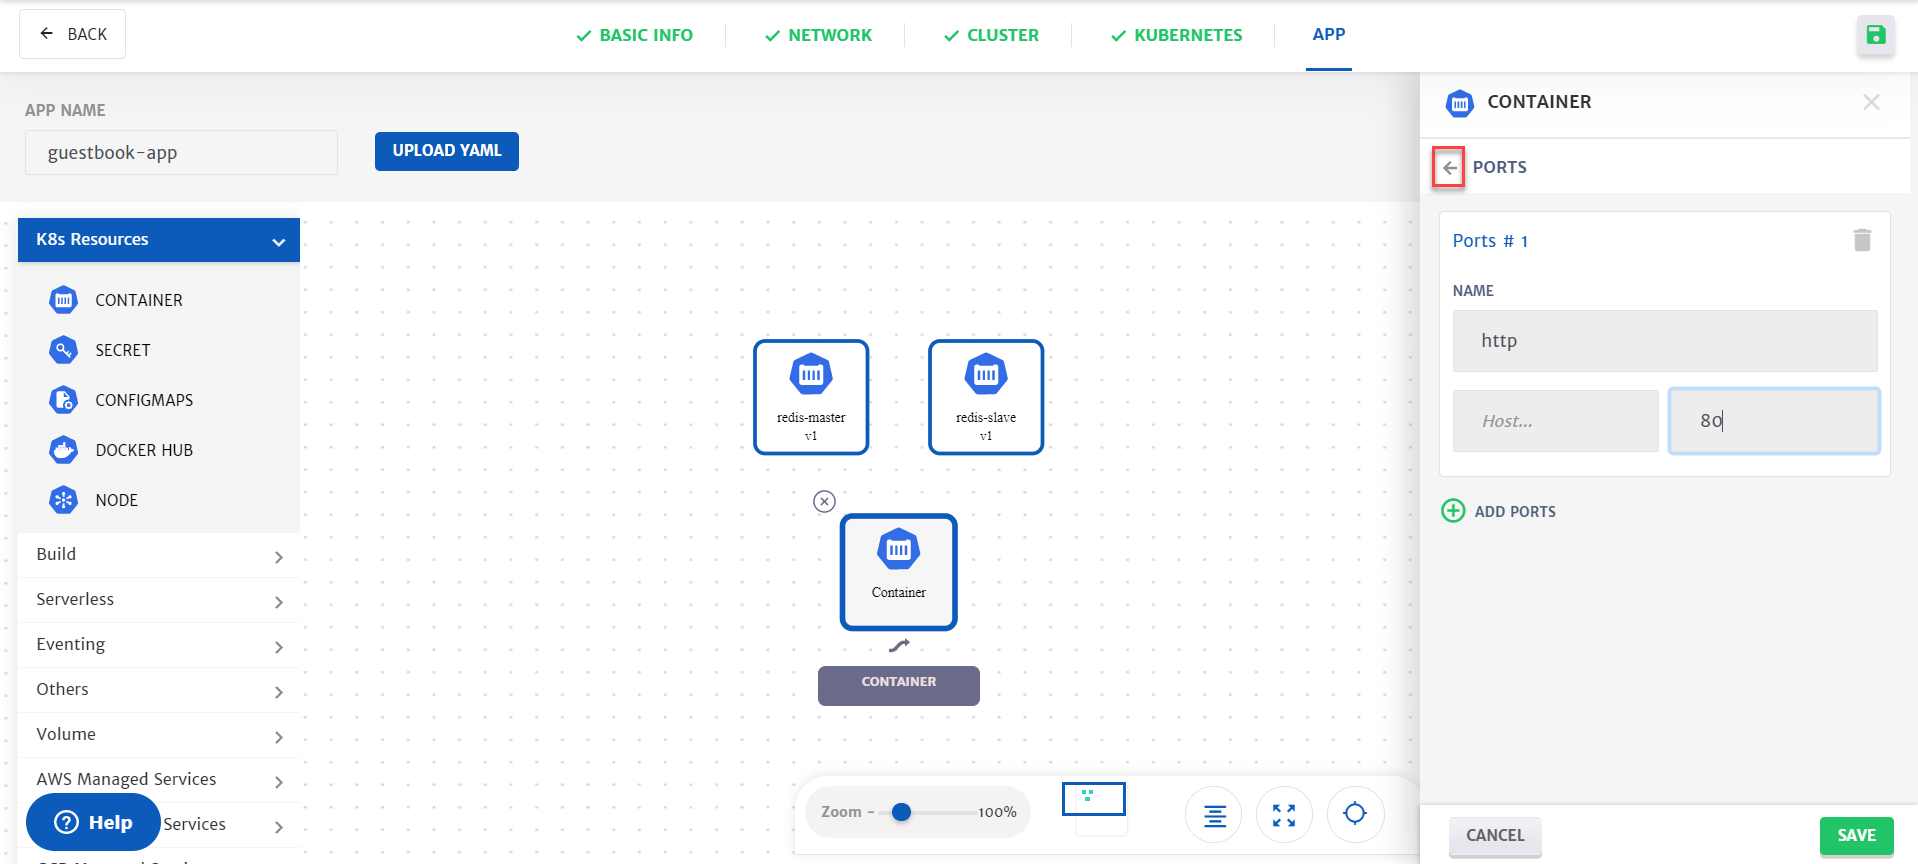 BACK
BASIC INFO
NETWORK
CLUSTER
KUBERNETES
APP
APP NAME
guestbook-app
UPLOAD YAML
K8s Resources
CONTAINER
SECRET
CONFIGMAPS
DOCKER HUB
NODE
Build
Serverless
Eventing
Others
Volume
AWS Managed Services
Services
Help
redis-master
v1
redis-slave
v1
Container
CONTAINER
Zoom - 100%
CONTAINER
PORTS
Ports # 1
NAME
http
Host...
80
ADD PORTS
CANCEL
SAVE